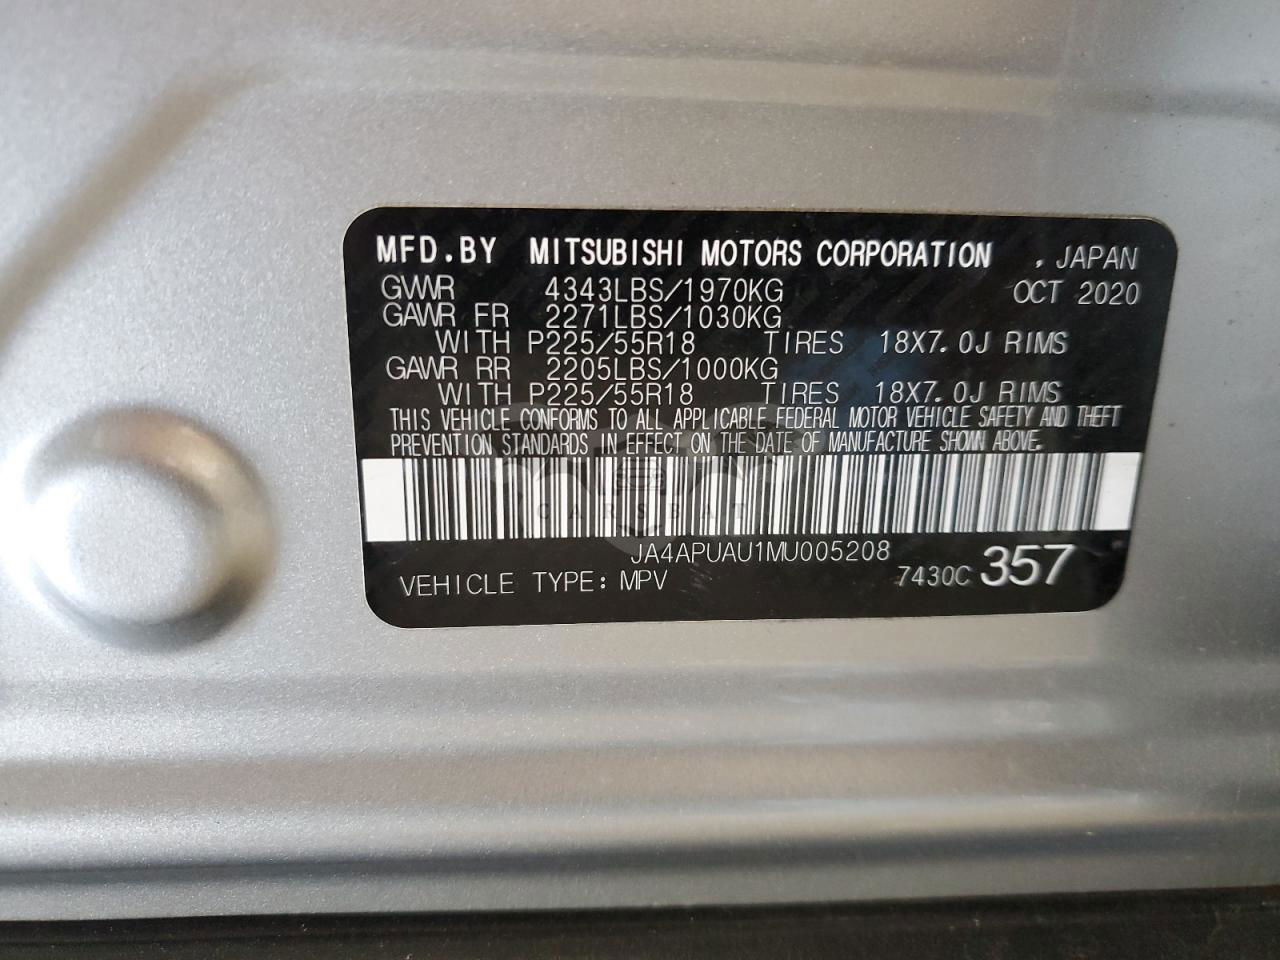 MFD.BY MITSUBISHI MOTORS CORPORATION , JAPAN
GVWR 4343LBS/1970KG OCT 2020
GAWR FR 2271LBS/1030KG
WITH P225/55R18 TIRES 18X7.0J RIMS
GAWR RR 2205LBS/1000KG
WITH P225/55R18 TIRES 18X7.0J RIMS
THIS VEHICLE CONFORMS TO ALL APPLICABLE FEDERAL MOTOR VEHICLE SAFETY AND THEFT
PREVENTION STANDARDS IN EFFECT ON THE DATE OF MANUFACTURE SHOWN ABOVE.
CARSBAT
JA4APUAU1MU005208
VEHICLE TYPE: MPV 7430C 357